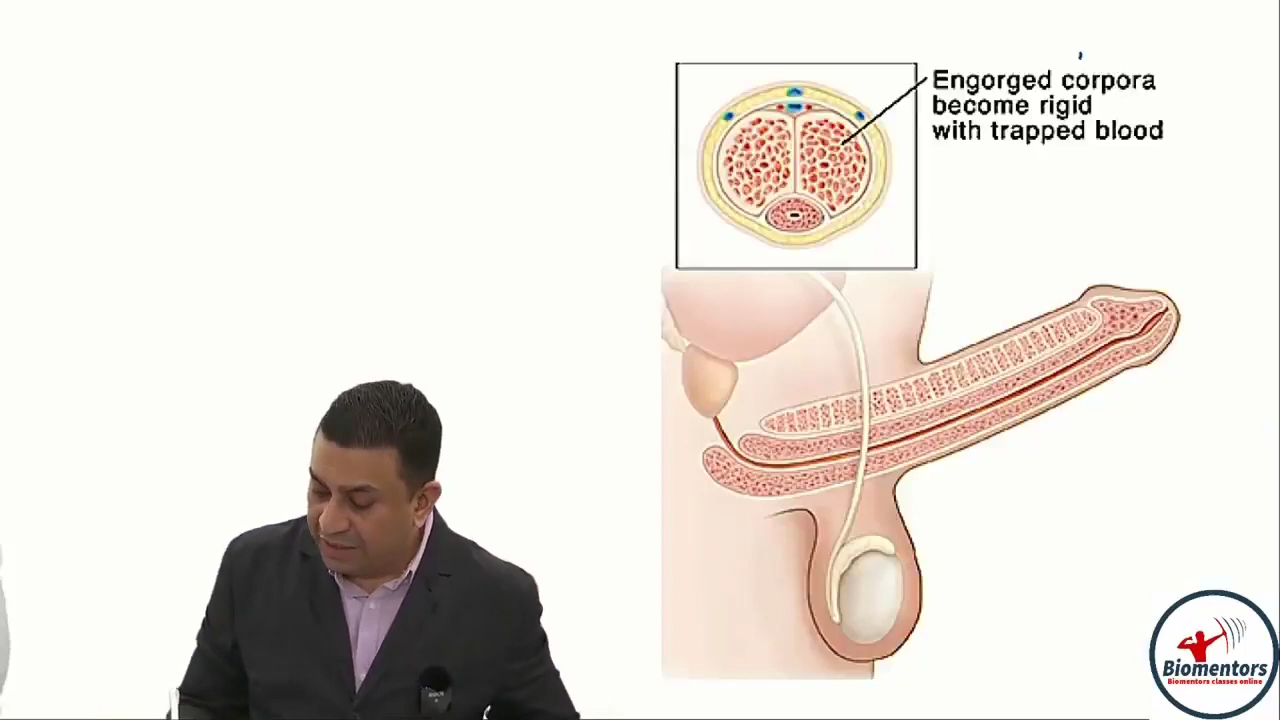 Engorged corpora
become rigid
with trapped blood
Biomentors
Biomentors classes online